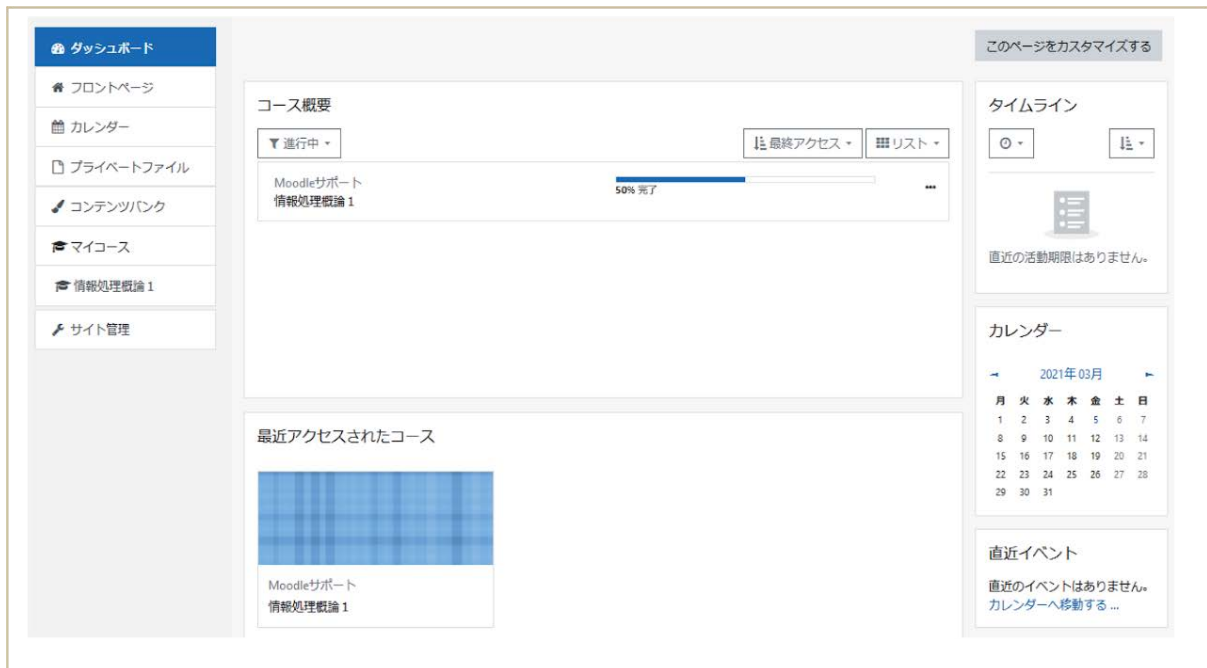 ダッシュボード
フロントページ
カレンダー
プライベートファイル
コンテンツバンク
マイコース
情報処理概論 1
サイト管理
このページをカスタマイズする
コース概要
進行中
最終アクセス
リスト
Moodleサポート
情報処理概論 1
50% 完了
最近アクセスされたコース
Moodleサポート
情報処理概論 1
タイムライン
直近の活動期限はありません。
カレンダー
2021年 03月
月 火 水 木 金 土 日
1 2 3 4 5 6 7
8 9 10 11 12 13 14
15 16 17 18 19 20 21
22 23 24 25 26 27 28
29 30 31
直近イベント
直近のイベントはありません。
カレンダーへ移動する ...